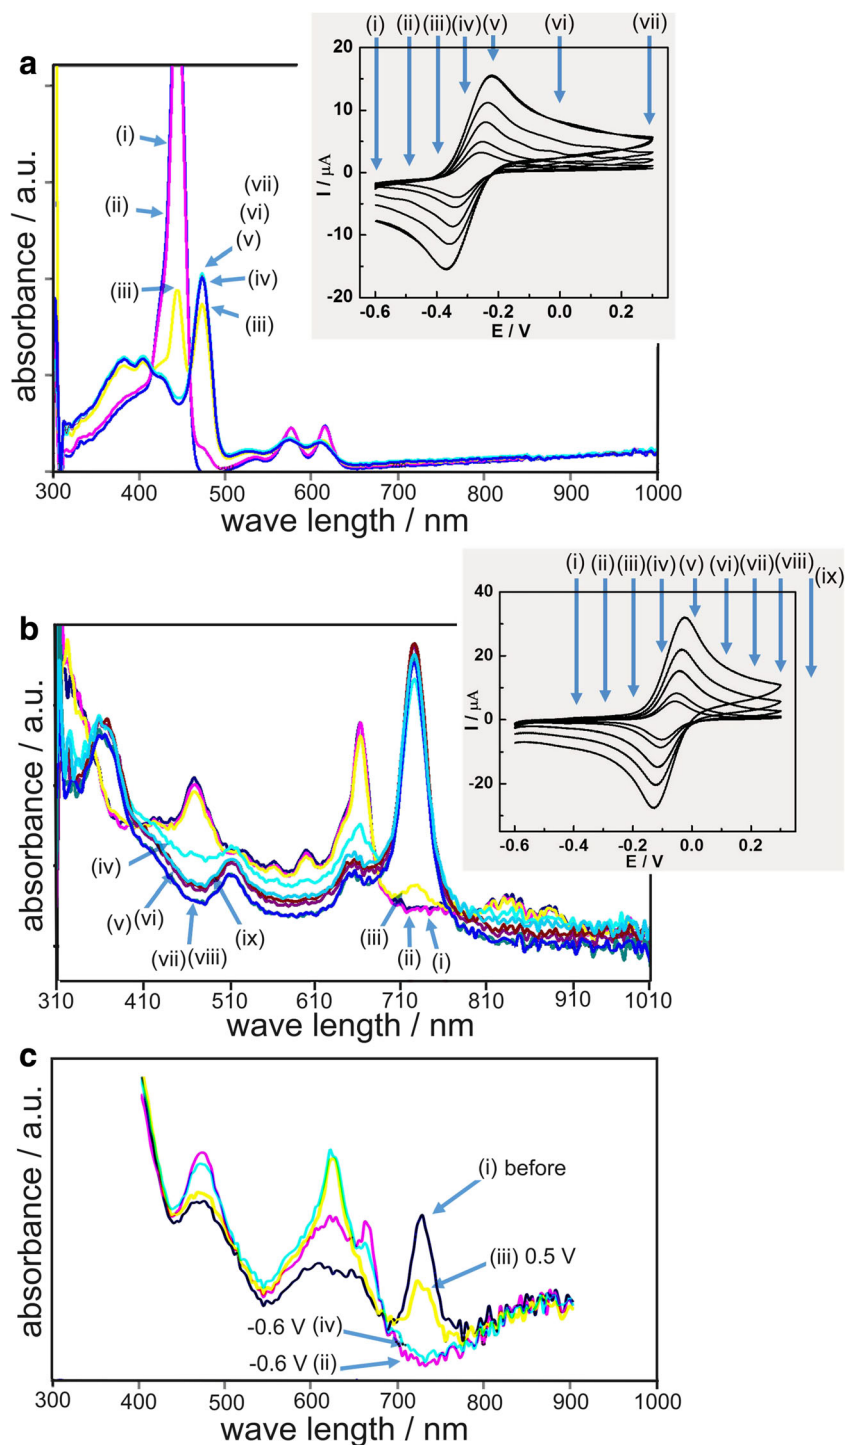 a
absorbance / a.u.
(i)
(ii)
(iii)
(vii)
(vi)
(v)
(iv)
(iii)
300 400 500 600 700 800 900 1000
wave length / nm
(i) (ii) (iii) (iv) (v) (vi) (vii)
20
10
0
-10
-20
I / µA
-0.6 -0.4 -0.2 0.0 0.2
E / V
b
absorbance / a.u.
(iv)
(v) (vi)
(vii) (viii)
(ix)
(iii)
(ii)
(i)
310 410 510 610 710 810 910 1010
wave length / nm
(i) (ii) (iii) (iv) (v) (vi) (vii) (viii)
(ix)
40
20
0
-20
I / µA
-0.6 -0.4 -0.2 0.0 0.2
E / V
c
absorbance / a.u.
(i) before
(iii) 0.5 V
-0.6 V (iv)
-0.6 V (ii)
300 400 500 600 700 800 900 1000
wave length / nm